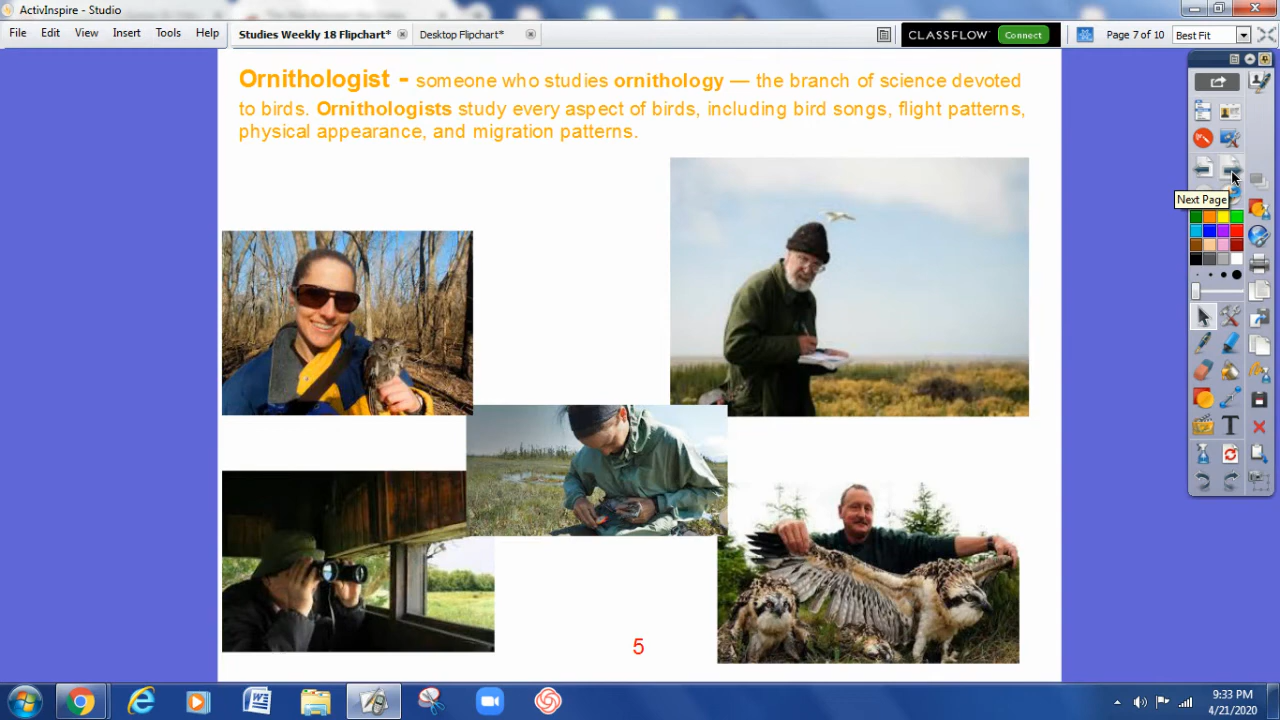 ActivInspire - Studio
File Edit View Insert Tools Help
Studies Weekly 18 Flipchart*
Desktop Flipchart*
CLASSFLOW Connect
Page 7 of 10
Best Fit
Ornithologist - someone who studies ornithology — the branch of science devoted
to birds. Ornithologists study every aspect of birds, including bird songs, flight patterns,
physical appearance, and migration patterns.
Next Page
5
9:33 PM
4/21/2020